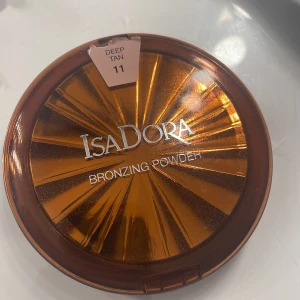 DEEP
TAN
11
ISADORA
BRONZING POWDER